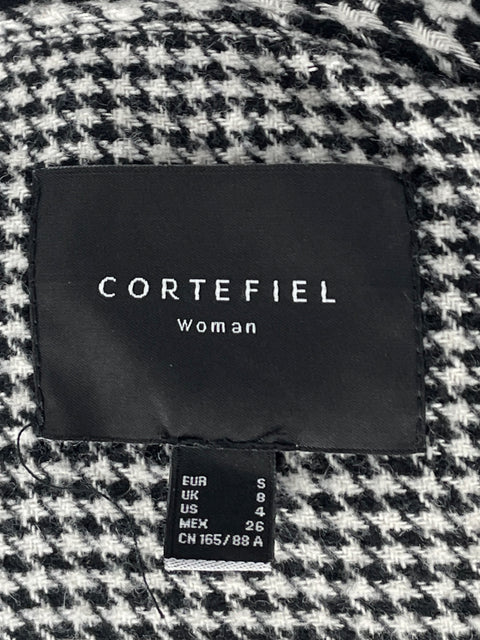 CORTEFIEL
Woman
EUR S
UK 8
US 4
MEX 26
CN 165/88 A